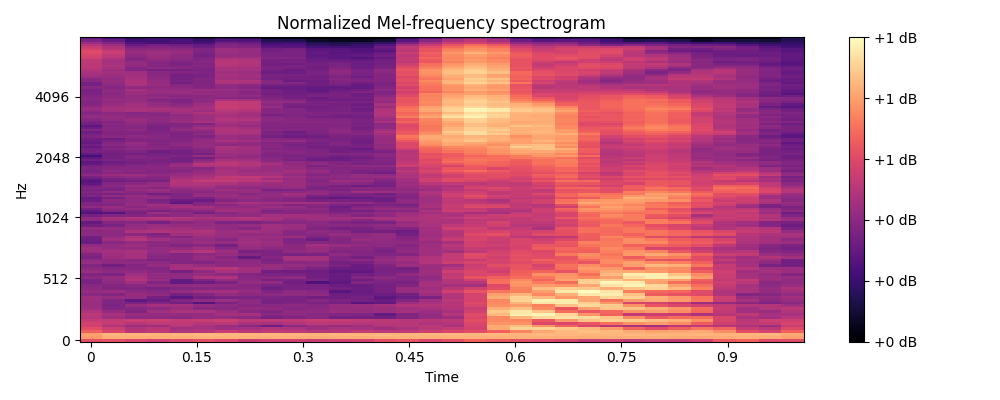 Normalized Mel-frequency spectrogram
Hz
4096
2048
1024
512
0
0 0.15 0.3 0.45 0.6 0.75 0.9
Time
+1 dB
+1 dB
+1 dB
+0 dB
+0 dB
+0 dB